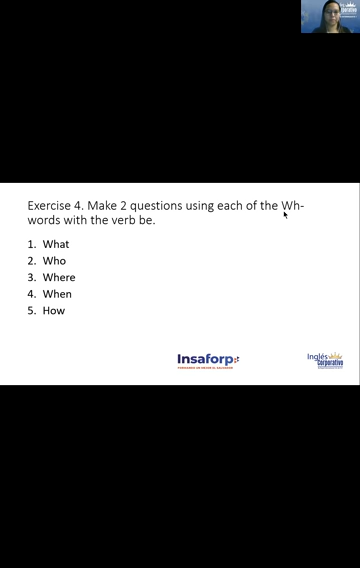 Exercise 4. Make 2 questions using each of the Wh-
words with the verb be.
1. What
2. Who
3. Where
4. When
5. How
Insaforp
Inglés
Corporativo